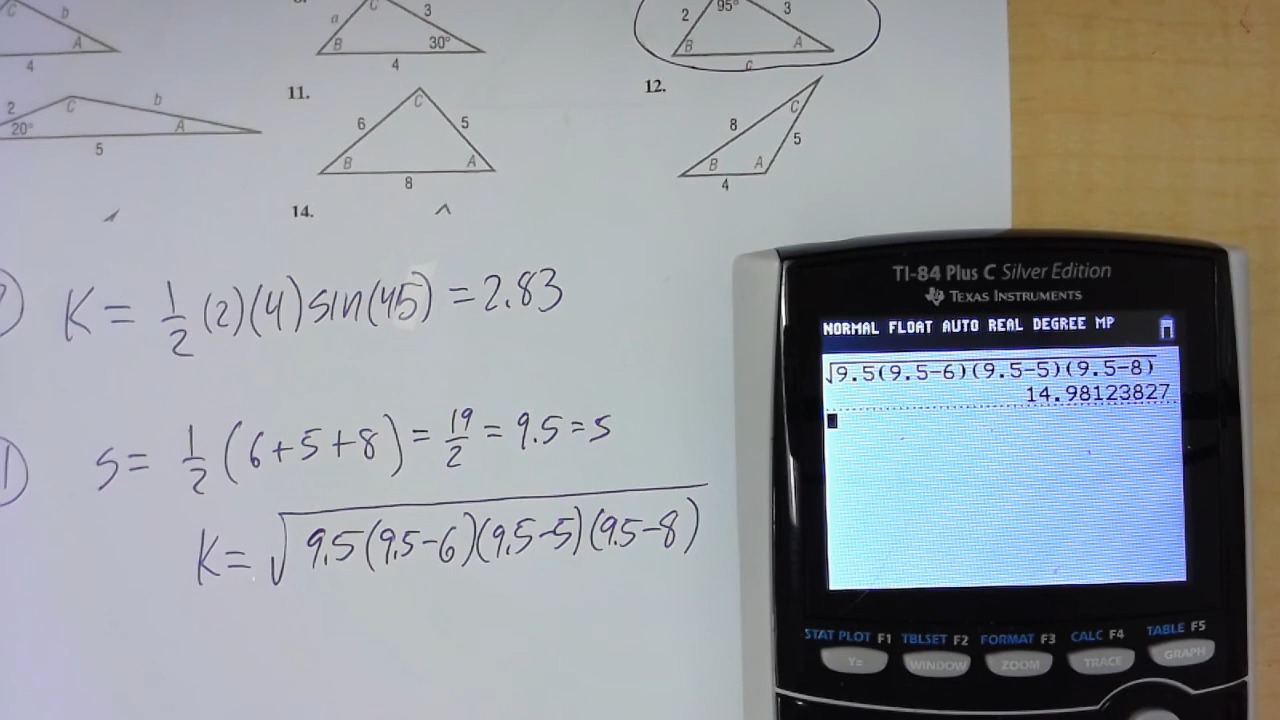 C b a C 3 2 95° 3
A B 30° B A
4 4 c
11. 12.
2 C b C C
20° A 6 5 8 5
5 B A B A
8 4
14.
K = 1/2 (2)(4) sin(45) = 2.83
s = 1/2 (6+5+8) = 19/2 = 9.5 = s
K = √9.5(9.5-6)(9.5-5)(9.5-8)
TI-84 Plus C Silver Edition
TEXAS INSTRUMENTS
NORMAL FLOAT AUTO REAL DEGREE MP
√9.5(9.5-6)(9.5-5)(9.5-8)
14.98123827
STAT PLOT F1 TBLSET F2 FORMAT F3 CALC F4 TABLE F5
Y= WINDOW ZOOM TRACE GRAPH